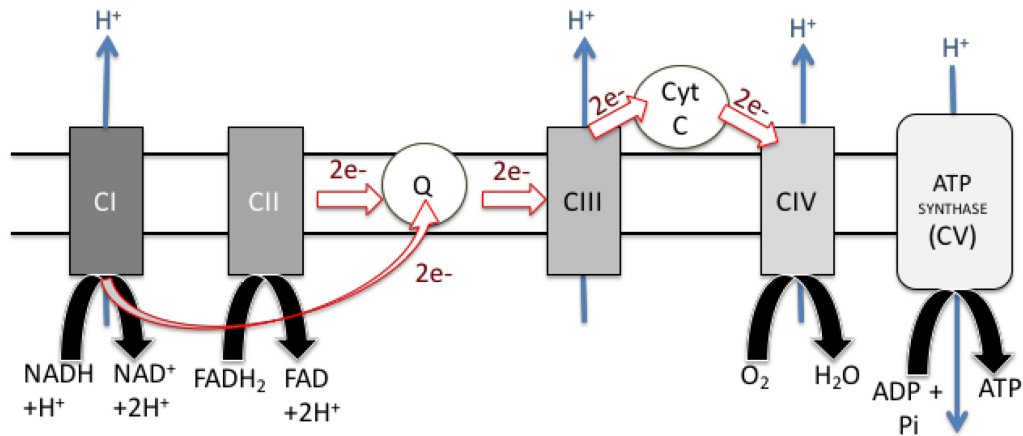 H⁺
H⁺
H⁺
H⁺
2e-
Cyt
C
2e-
CI
CII
2e-
Q
2e-
CIII
CIV
ATP
SYNTHASE
(CV)
2e-
NADH
+H⁺
NAD⁺
+2H⁺
FADH₂
FAD
+2H⁺
O₂
H₂O
ADP +
Pi
ATP